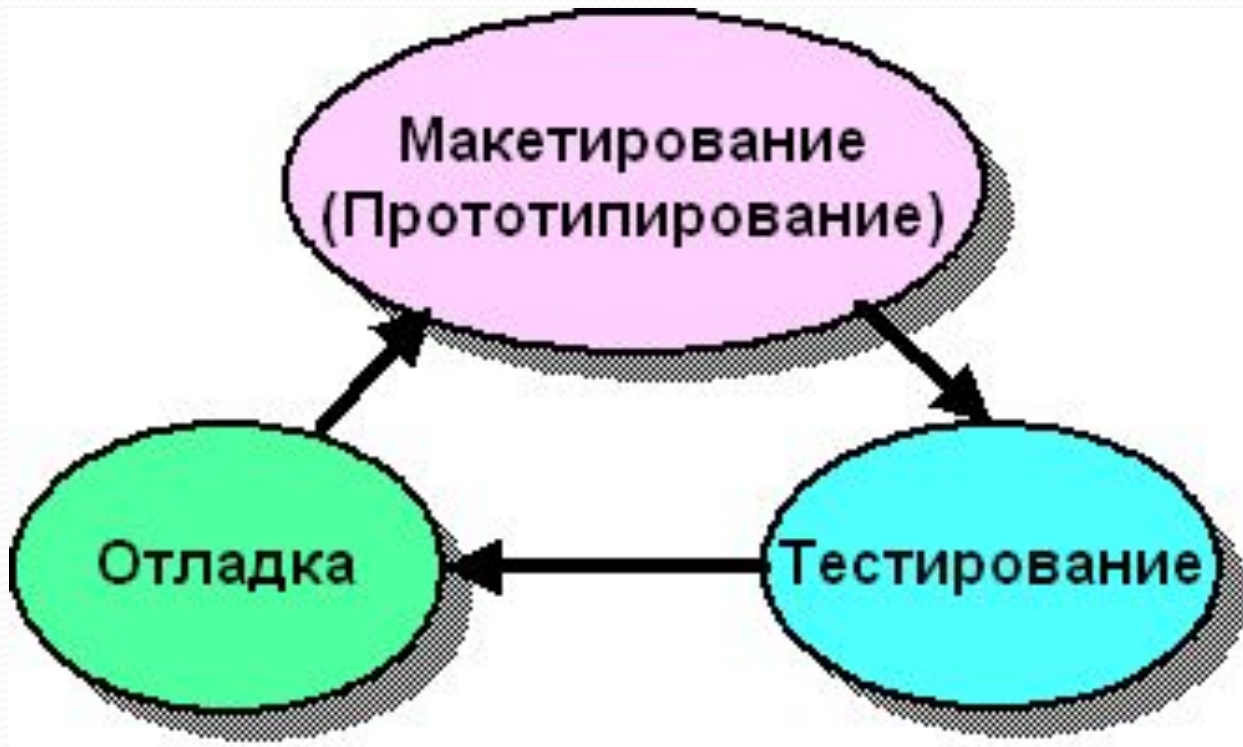 Макетирование
(Прототипирование)
Отладка
Тестирование